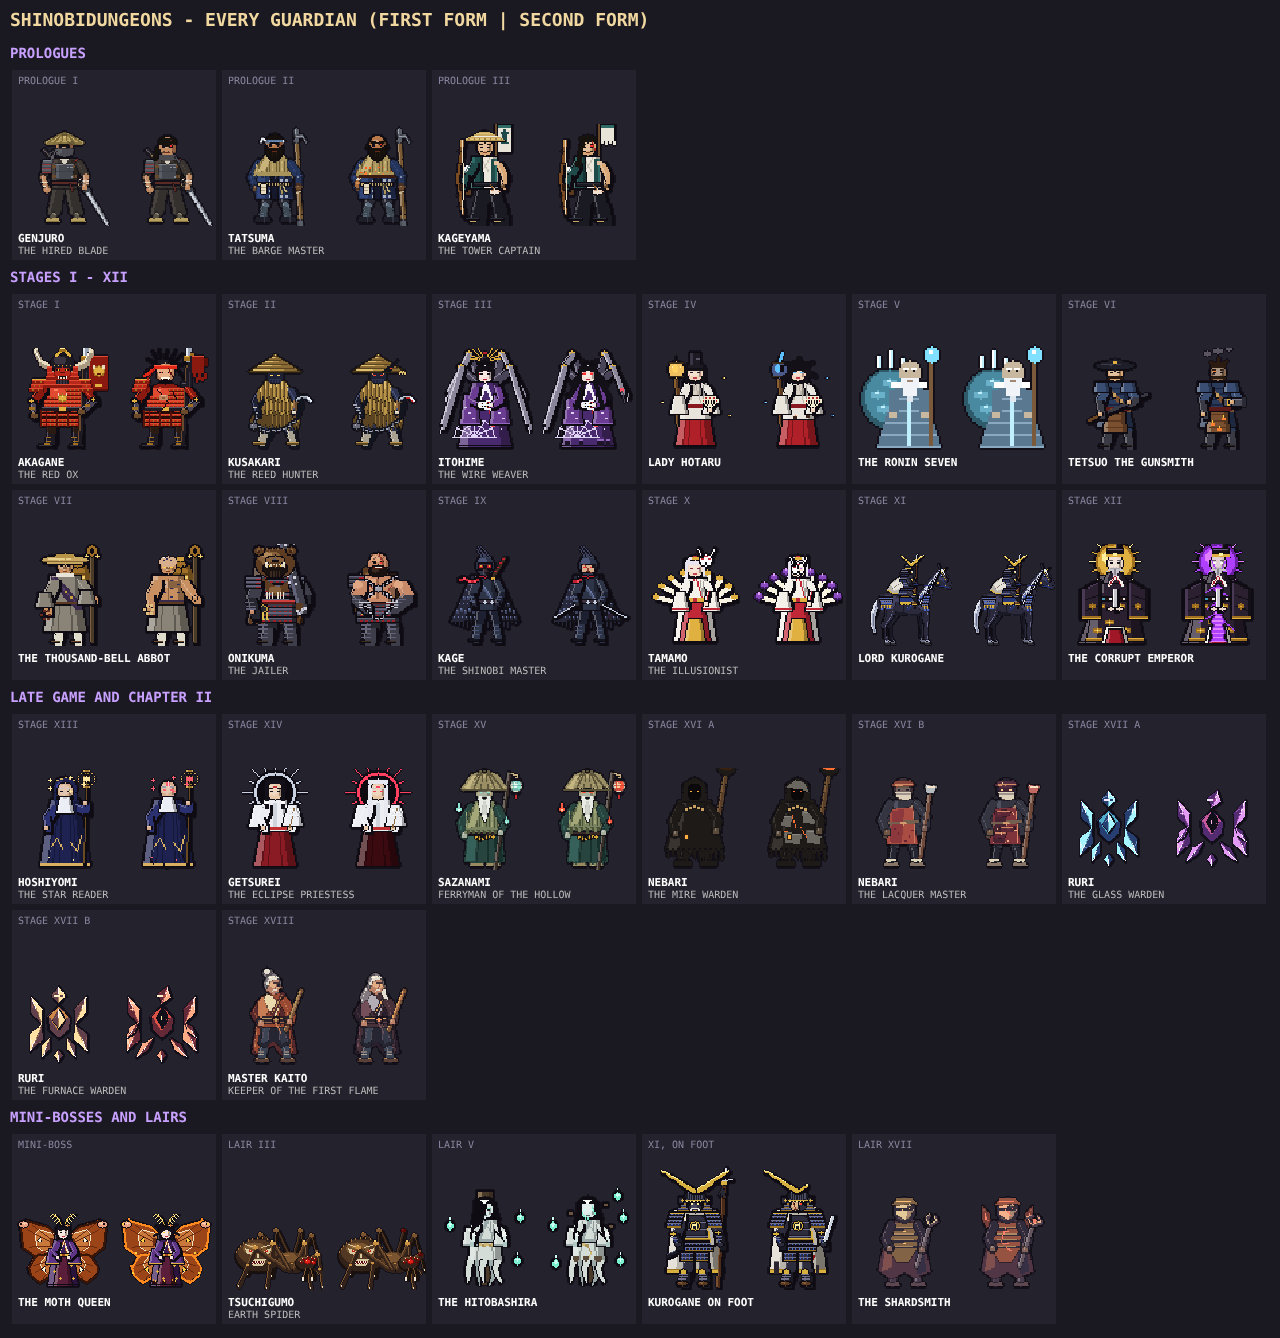 SHINOBIDUNGEONS - EVERY GUARDIAN (FIRST FORM | SECOND FORM)
PROLOGUES
PROLOGUE I
GENJURO
THE HIRED BLADE
PROLOGUE II
TATSUMA
THE BARGE MASTER
PROLOGUE III
KAGEYAMA
THE TOWER CAPTAIN
STAGES I - XII
STAGE I
AKAGANE
THE RED OX
STAGE II
KUSAKARI
THE REED HUNTER
STAGE III
ITOHIME
THE WIRE WEAVER
STAGE IV
LADY HOTARU
STAGE V
THE RONIN SEVEN
STAGE VI
TETSUO THE GUNSMITH
STAGE VII
THE THOUSAND-BELL ABBOT
STAGE VIII
ONIKUMA
THE JAILER
STAGE IX
KAGE
THE SHINOBI MASTER
STAGE X
TAMAMO
THE ILLUSIONIST
STAGE XI
LORD KUROGANE
STAGE XII
THE CORRUPT EMPEROR
LATE GAME AND CHAPTER II
STAGE XIII
HOSHIYOMI
THE STAR READER
STAGE XIV
GETSUREI
THE ECLIPSE PRIESTESS
STAGE XV
SAZANAMI
FERRYMAN OF THE HOLLOW
STAGE XVI A
NEBARI
THE MIRE WARDEN
STAGE XVI B
NEBARI
THE LACQUER MASTER
STAGE XVII A
RURI
THE GLASS WARDEN
STAGE XVII B
RURI
THE FURNACE WARDEN
STAGE XVIII
MASTER KAITO
KEEPER OF THE FIRST FLAME
MINI-BOSSES AND LAIRS
MINI-BOSS
THE MOTH QUEEN
LAIR III
TSUCHIGUMO
EARTH SPIDER
LAIR V
THE HITOBASHIRA
XI, ON FOOT
KUROGANE ON FOOT
LAIR XVII
THE SHARDSMITH